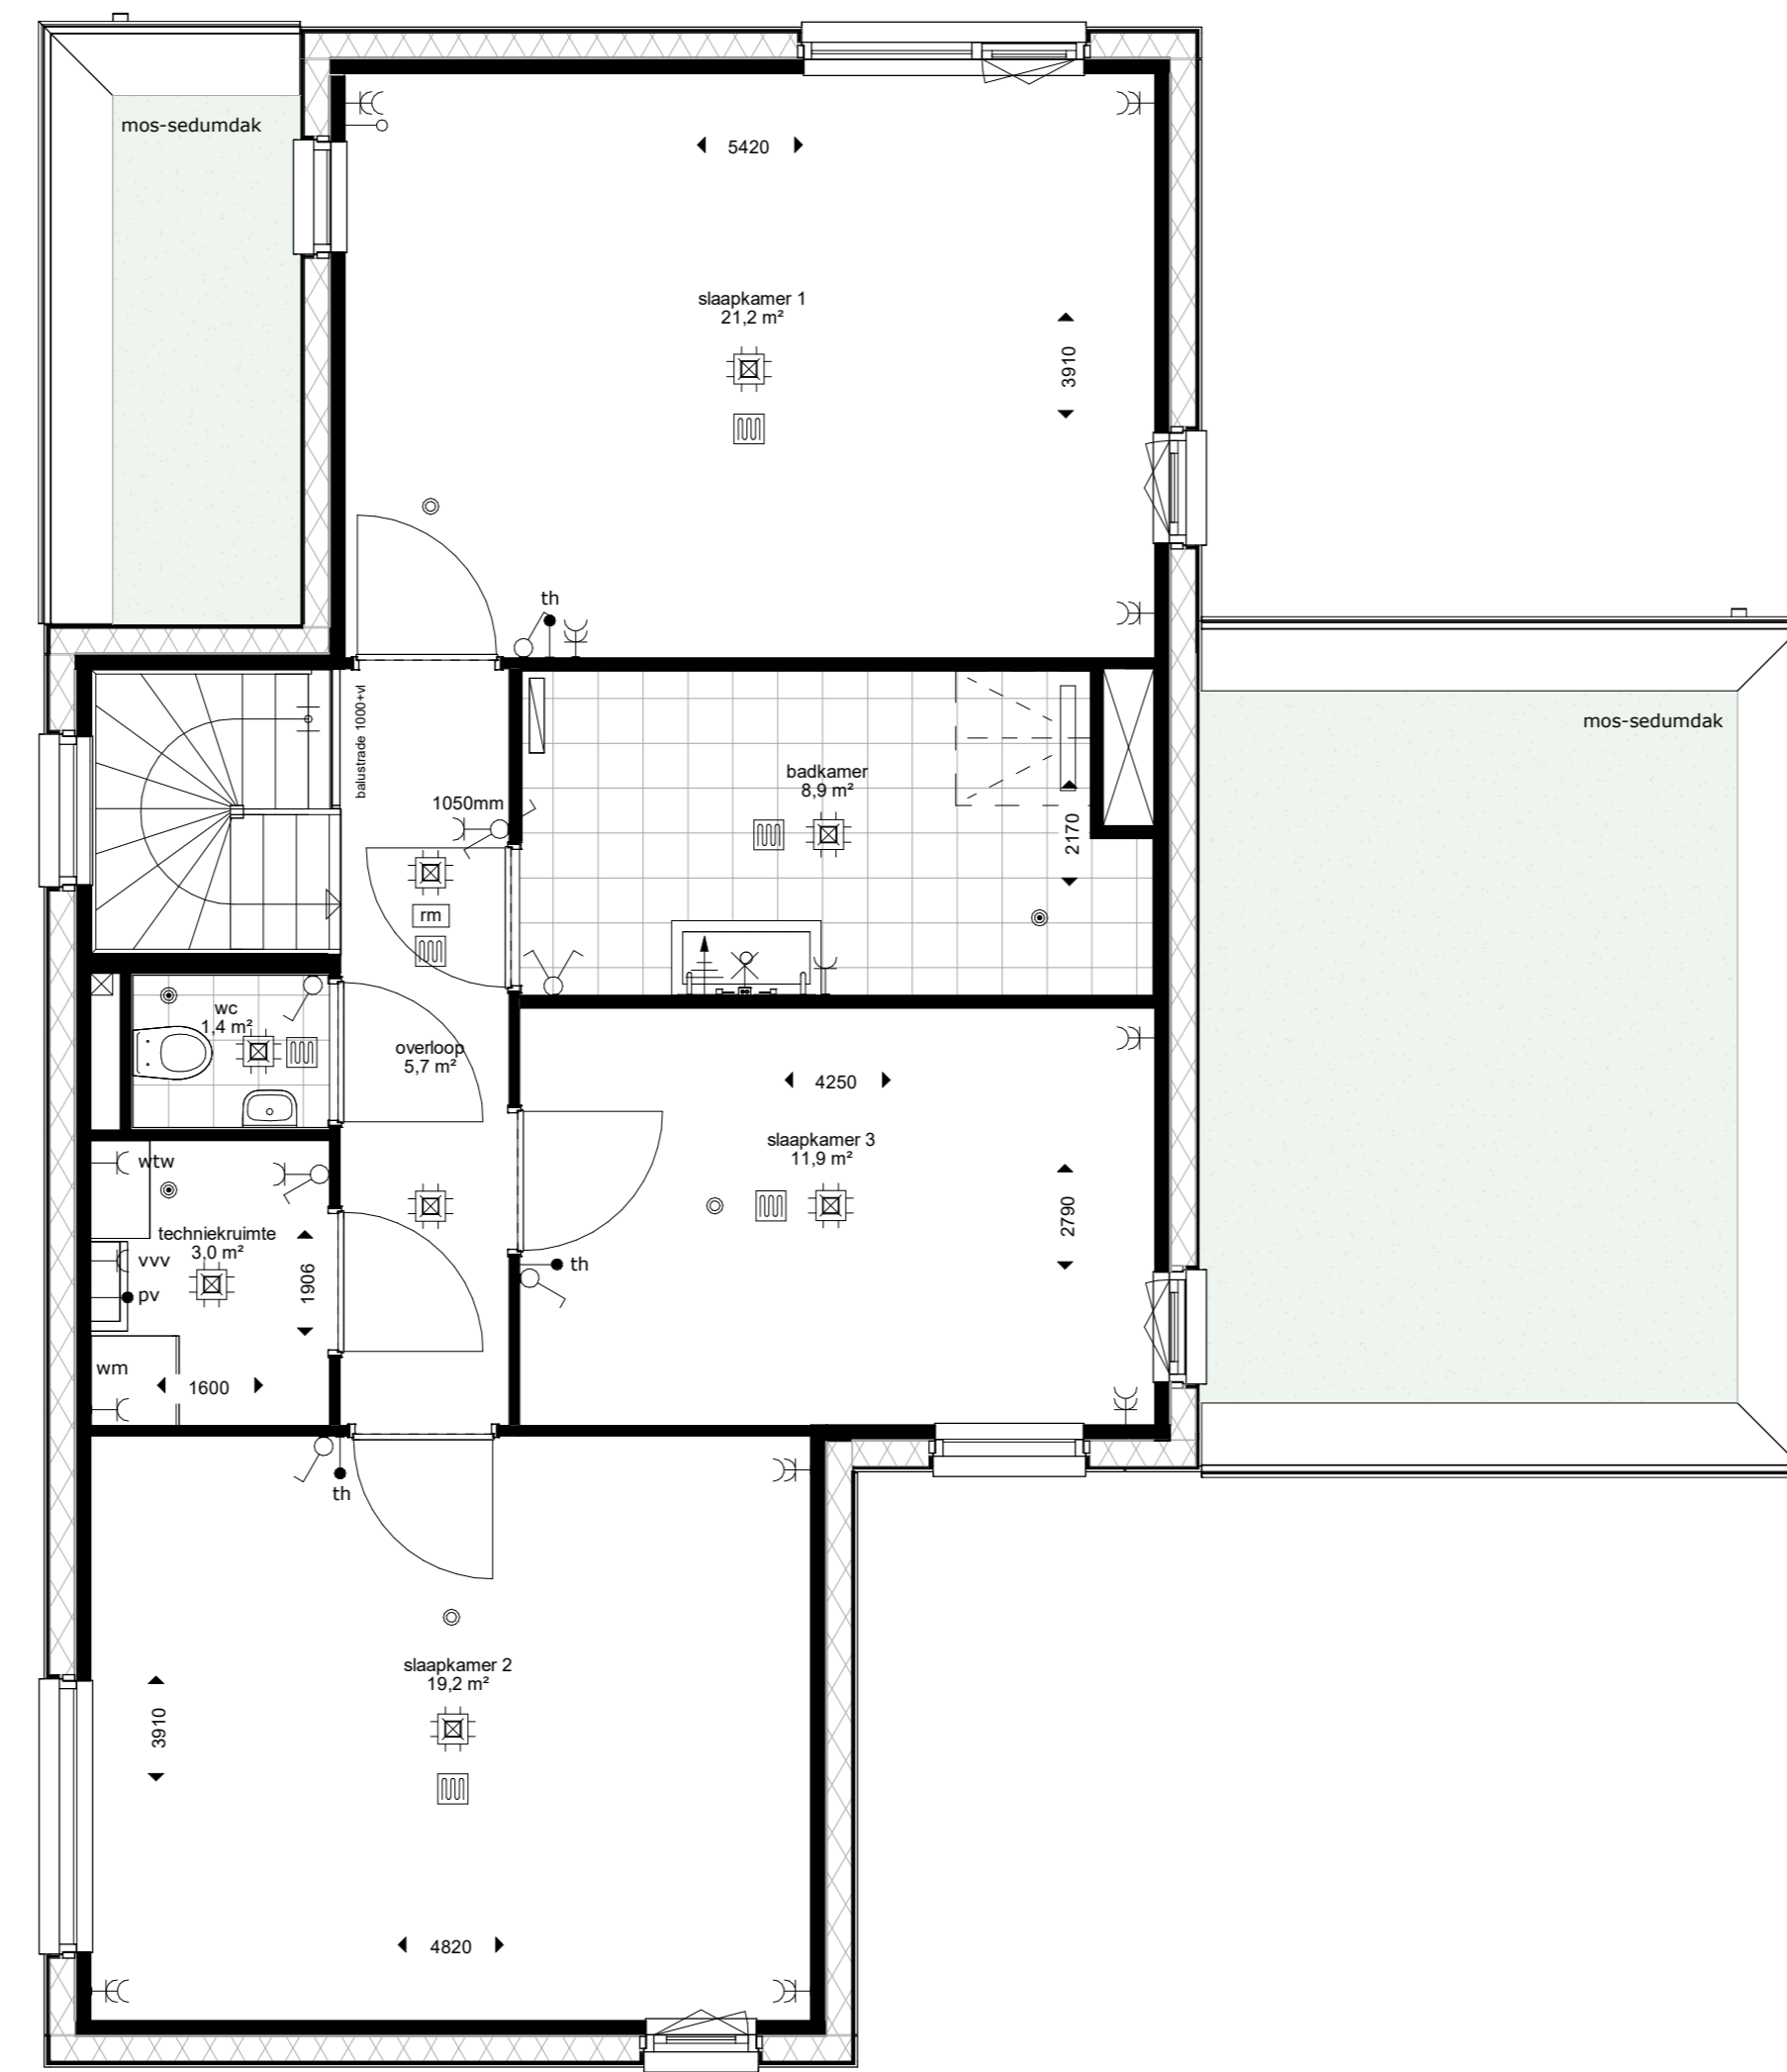 mos-sedumdak
5420
slaapkamer 1
21,2 m²
3910
th
balustrade 1000+vl
1050mm
badkamer
8,9 m²
2170
mos-sedumdak
rm
wc
1,4 m²
overloop
5,7 m²
4250
slaapkamer 3
11,9 m²
2790
th
wtw
techniekruimte
3,0 m²
vvv
pv
1906
wm
1600
th
slaapkamer 2
19,2 m²
3910
4820